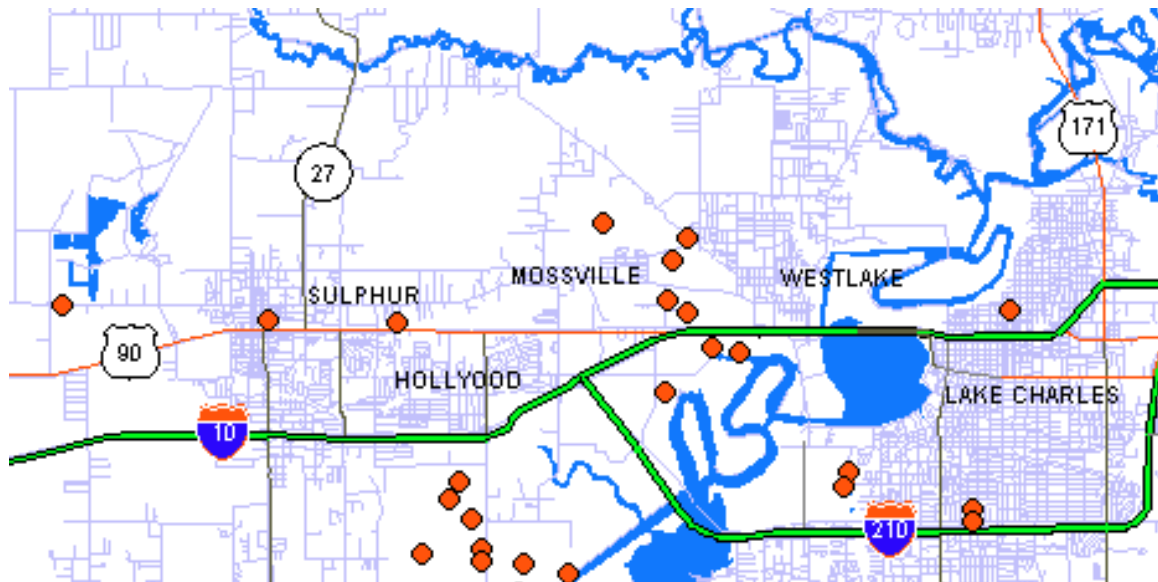 171
27
MOSSVILLE
WESTLAKE
SULPHUR
90
HOLLYOOD
LAKE CHARLES
10
210